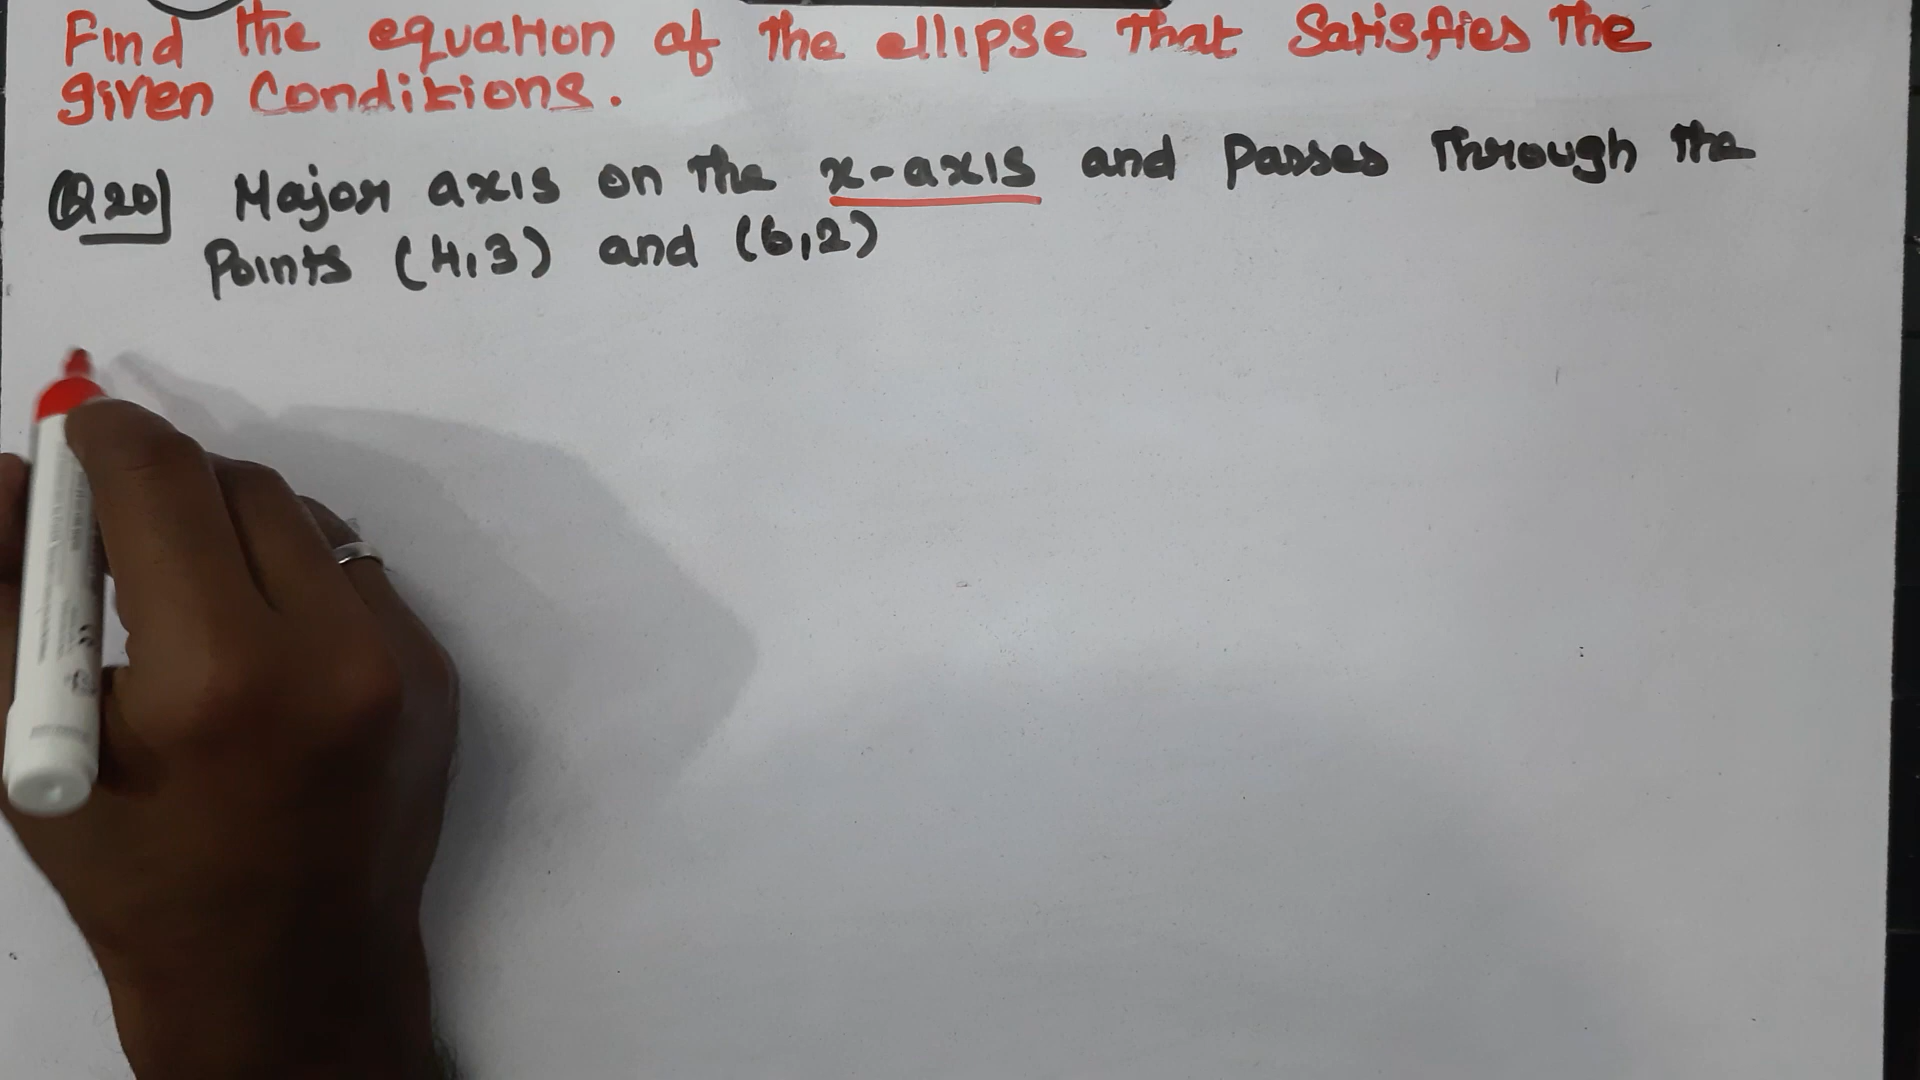 Find the equation of the ellipse that satisfies the
given conditions.
Q20] Major axis on the x-axis and passes through the
points (4,3) and (6,2)